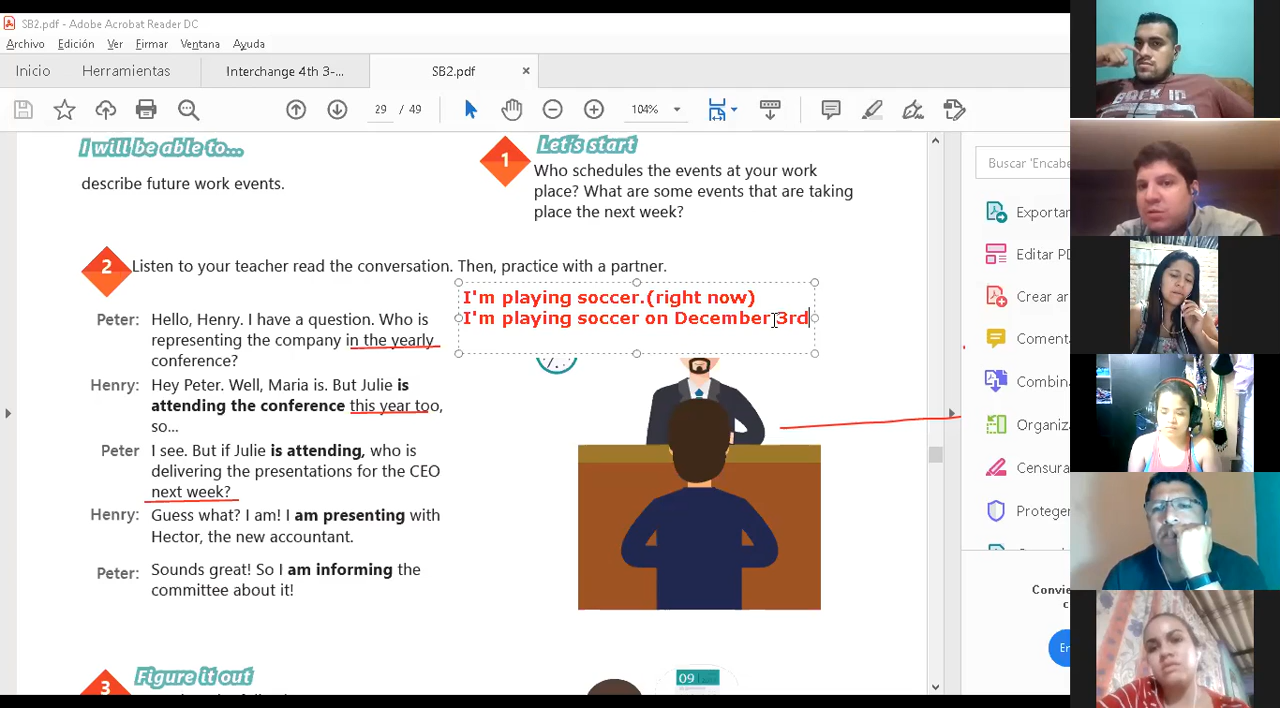 SB2.pdf - Adobe Acrobat Reader DC
Archivo Edición Ver Firmar Ventana Ayuda
Inicio Herramientas Interchange 4th 3-... SB2.pdf ×
29 / 49 104%
I will be able to...
describe future work events.
1 Let's start
Who schedules the events at your work
place? What are some events that are taking
place the next week?
2 Listen to your teacher read the conversation. Then, practice with a partner.
I'm playing soccer.(right now)
I'm playing soccer on December 3rd
Peter: Hello, Henry. I have a question. Who is
representing the company in the yearly
conference?
Henry: Hey Peter. Well, Maria is. But Julie is
attending the conference this year too,
so...
Peter I see. But if Julie is attending, who is
delivering the presentations for the CEO
next week?
Henry: Guess what? I am! I am presenting with
Hector, the new accountant.
Peter: Sounds great! So I am informing the
committee about it!
3 Figure it out
09
Buscar 'Encabe
Exportar
Editar PD
Crear ar
Comenta
Combin
Organiza
Censura
Proteger
Convie
BACK IN